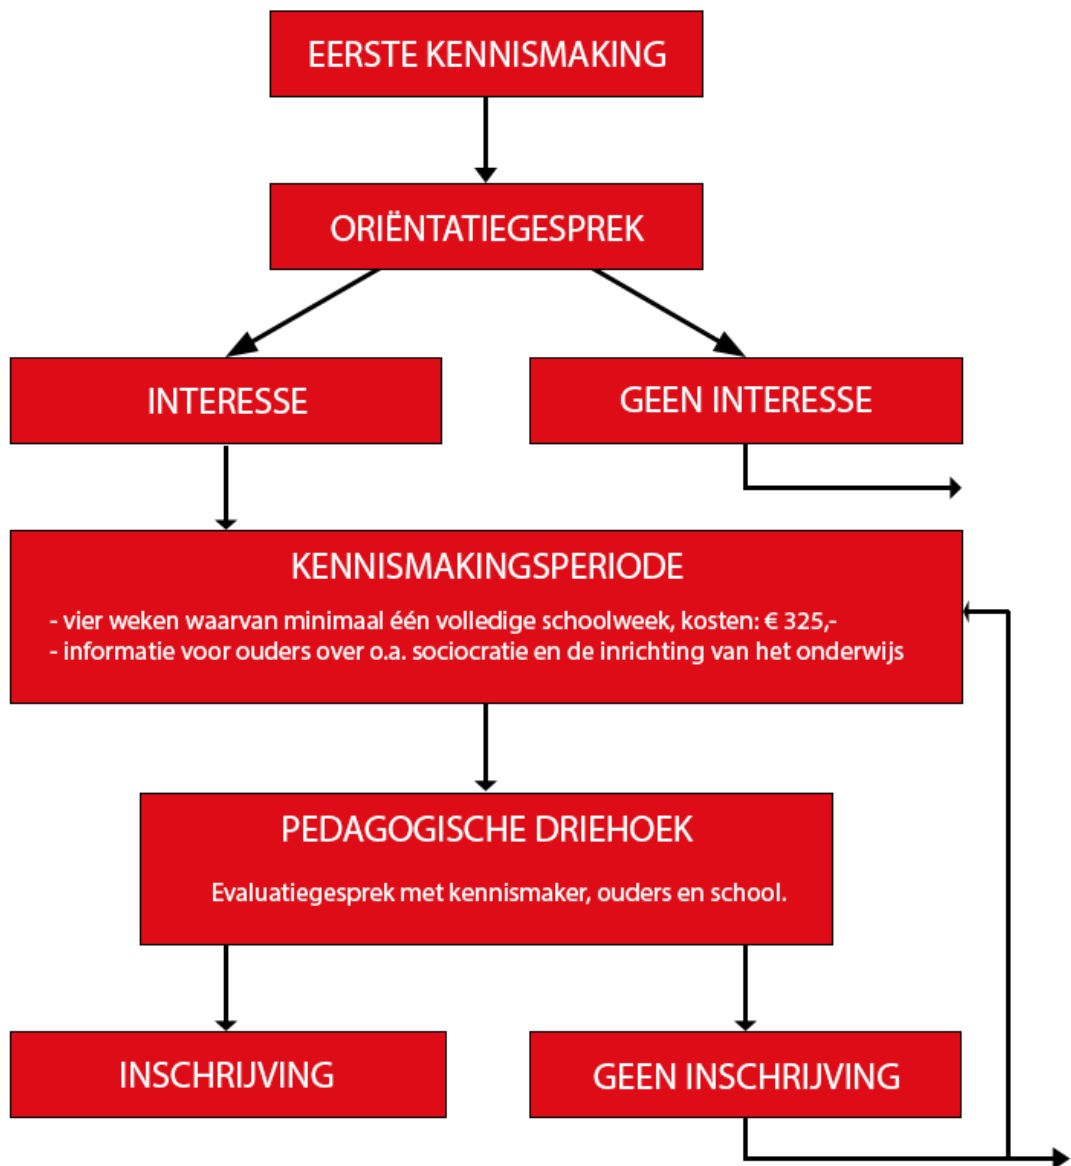 EERSTE KENNISMAKING
ORIËNTATIEGESPREK
INTERESSE
GEEN INTERESSE
KENNISMAKINGSPERIODE
- vier weken waarvan minimaal één volledige schoolweek, kosten: € 325,-
- informatie voor ouders over o.a. sociocratie en de inrichting van het onderwijs
PEDAGOGISCHE DRIEHOEK
Evaluatiegesprek met kennismaker, ouders en school.
INSCHRIJVING
GEEN INSCHRIJVING